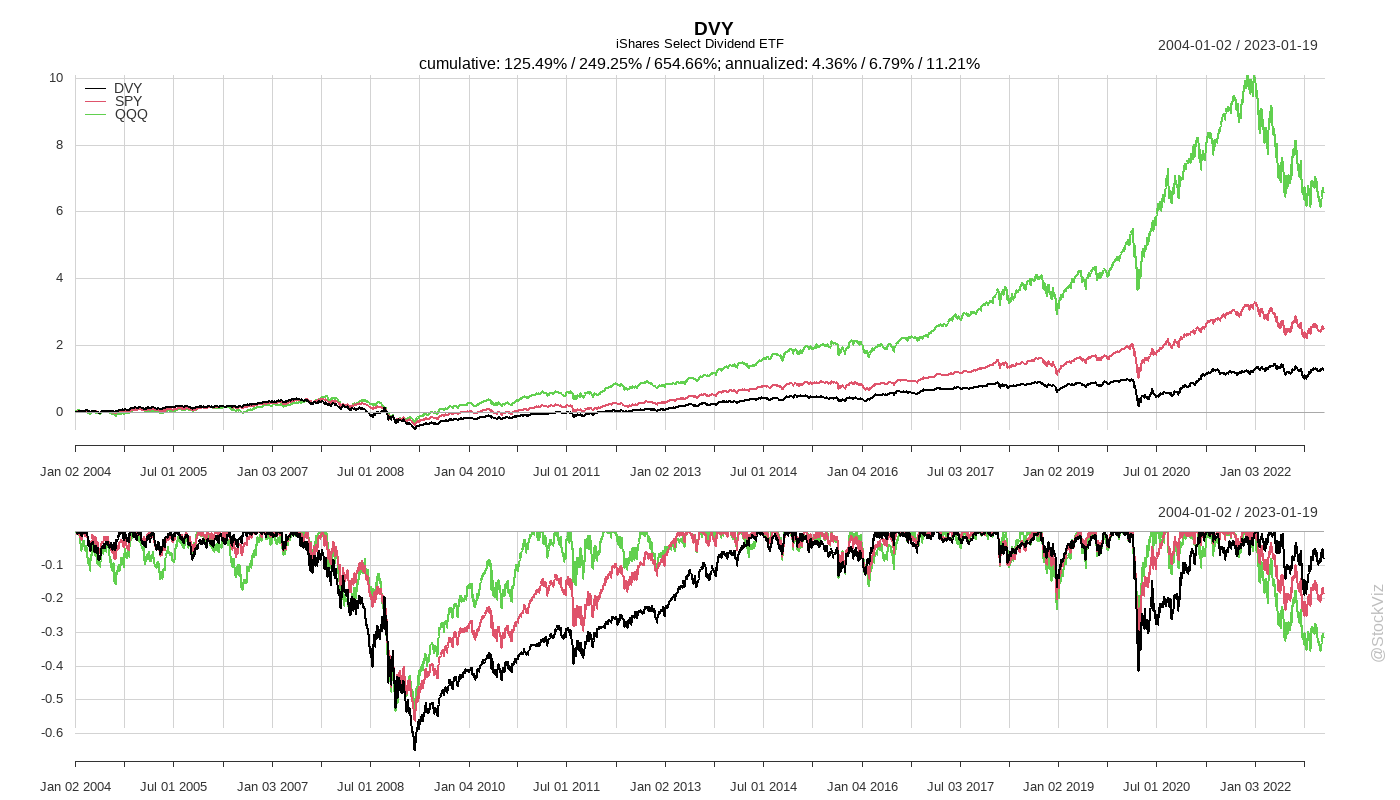 DVY
iShares Select Dividend ETF
2004-01-02 / 2023-01-19
cumulative: 125.49% / 249.25% / 654.66%; annualized: 4.36% / 6.79% / 11.21%
DVY
SPY
QQQ
10
8
6
4
2
0
Jan 02 2004 Jul 01 2005 Jan 03 2007 Jul 01 2008 Jan 04 2010 Jul 01 2011 Jan 02 2013 Jul 01 2014 Jan 04 2016 Jul 03 2017 Jan 02 2019 Jul 01 2020 Jan 03 2022
2004-01-02 / 2023-01-19
-0.1
-0.2
-0.3
-0.4
-0.5
-0.6
Jan 02 2004 Jul 01 2005 Jan 03 2007 Jul 01 2008 Jan 04 2010 Jul 01 2011 Jan 02 2013 Jul 01 2014 Jan 04 2016 Jul 03 2017 Jan 02 2019 Jul 01 2020 Jan 03 2022
@StockViz